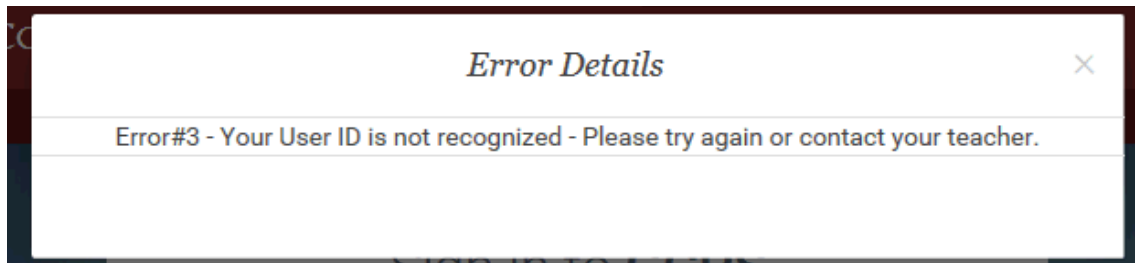 Error Details
Error#3 - Your User ID is not recognized - Please try again or contact your teacher.